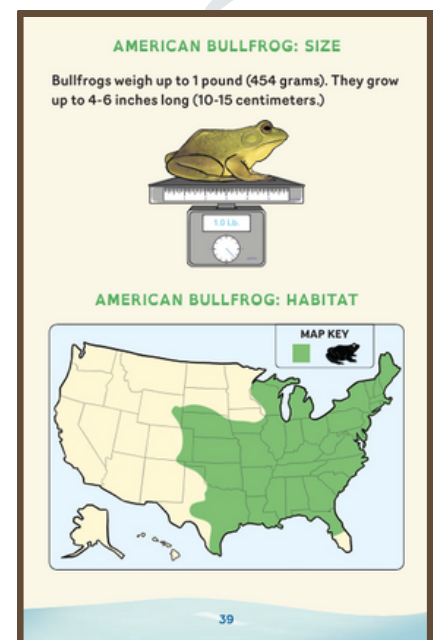 AMERICAN BULLFROG: SIZE
Bullfrogs weigh up to 1 pound (454 grams). They grow
up to 4-6 inches long (10-15 centimeters.)
1.0 Lb.
AMERICAN BULLFROG: HABITAT
MAP KEY
39